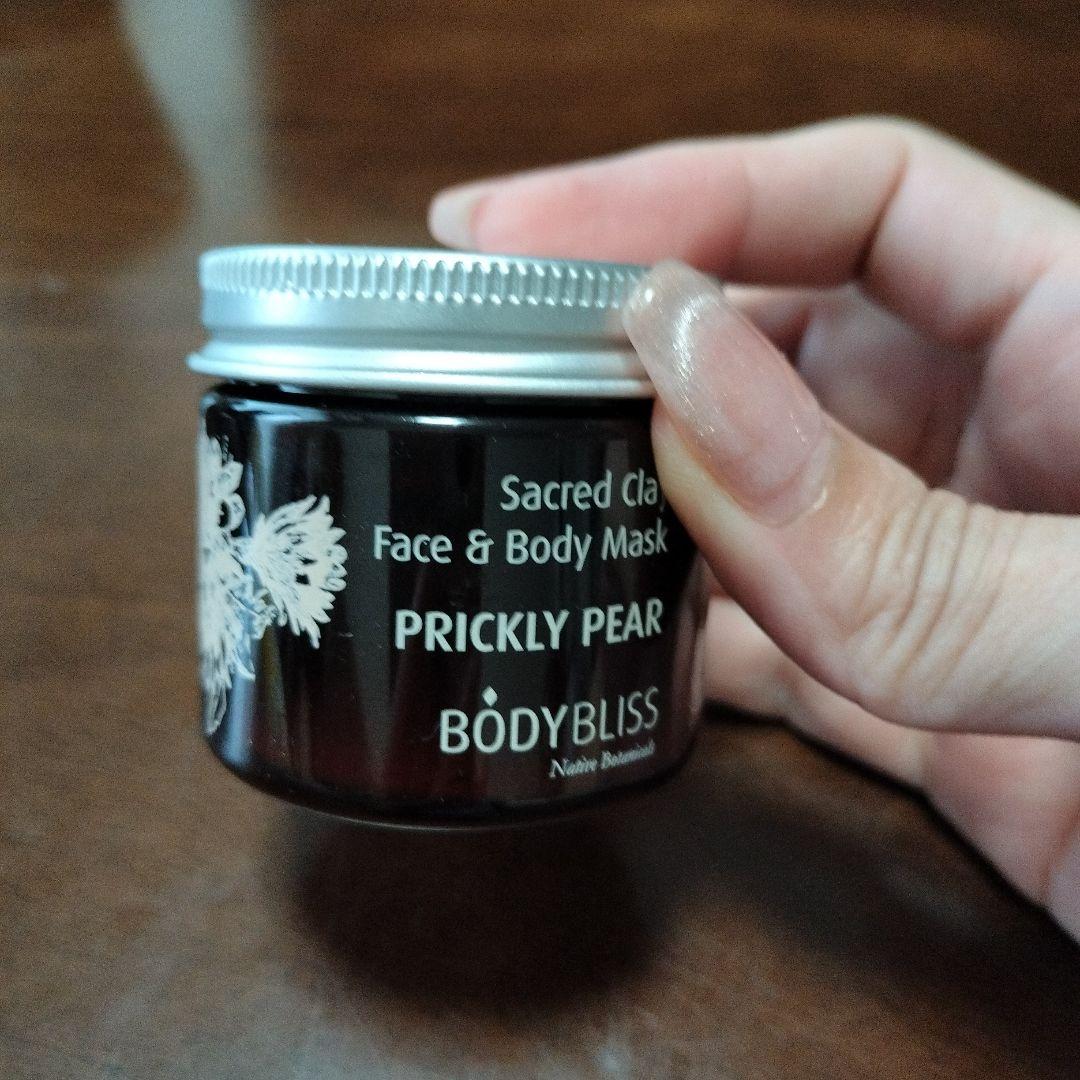 Sacred Clay
Face & Body Mask
PRICKLY PEAR
BODYBLISS
Native Botanicals